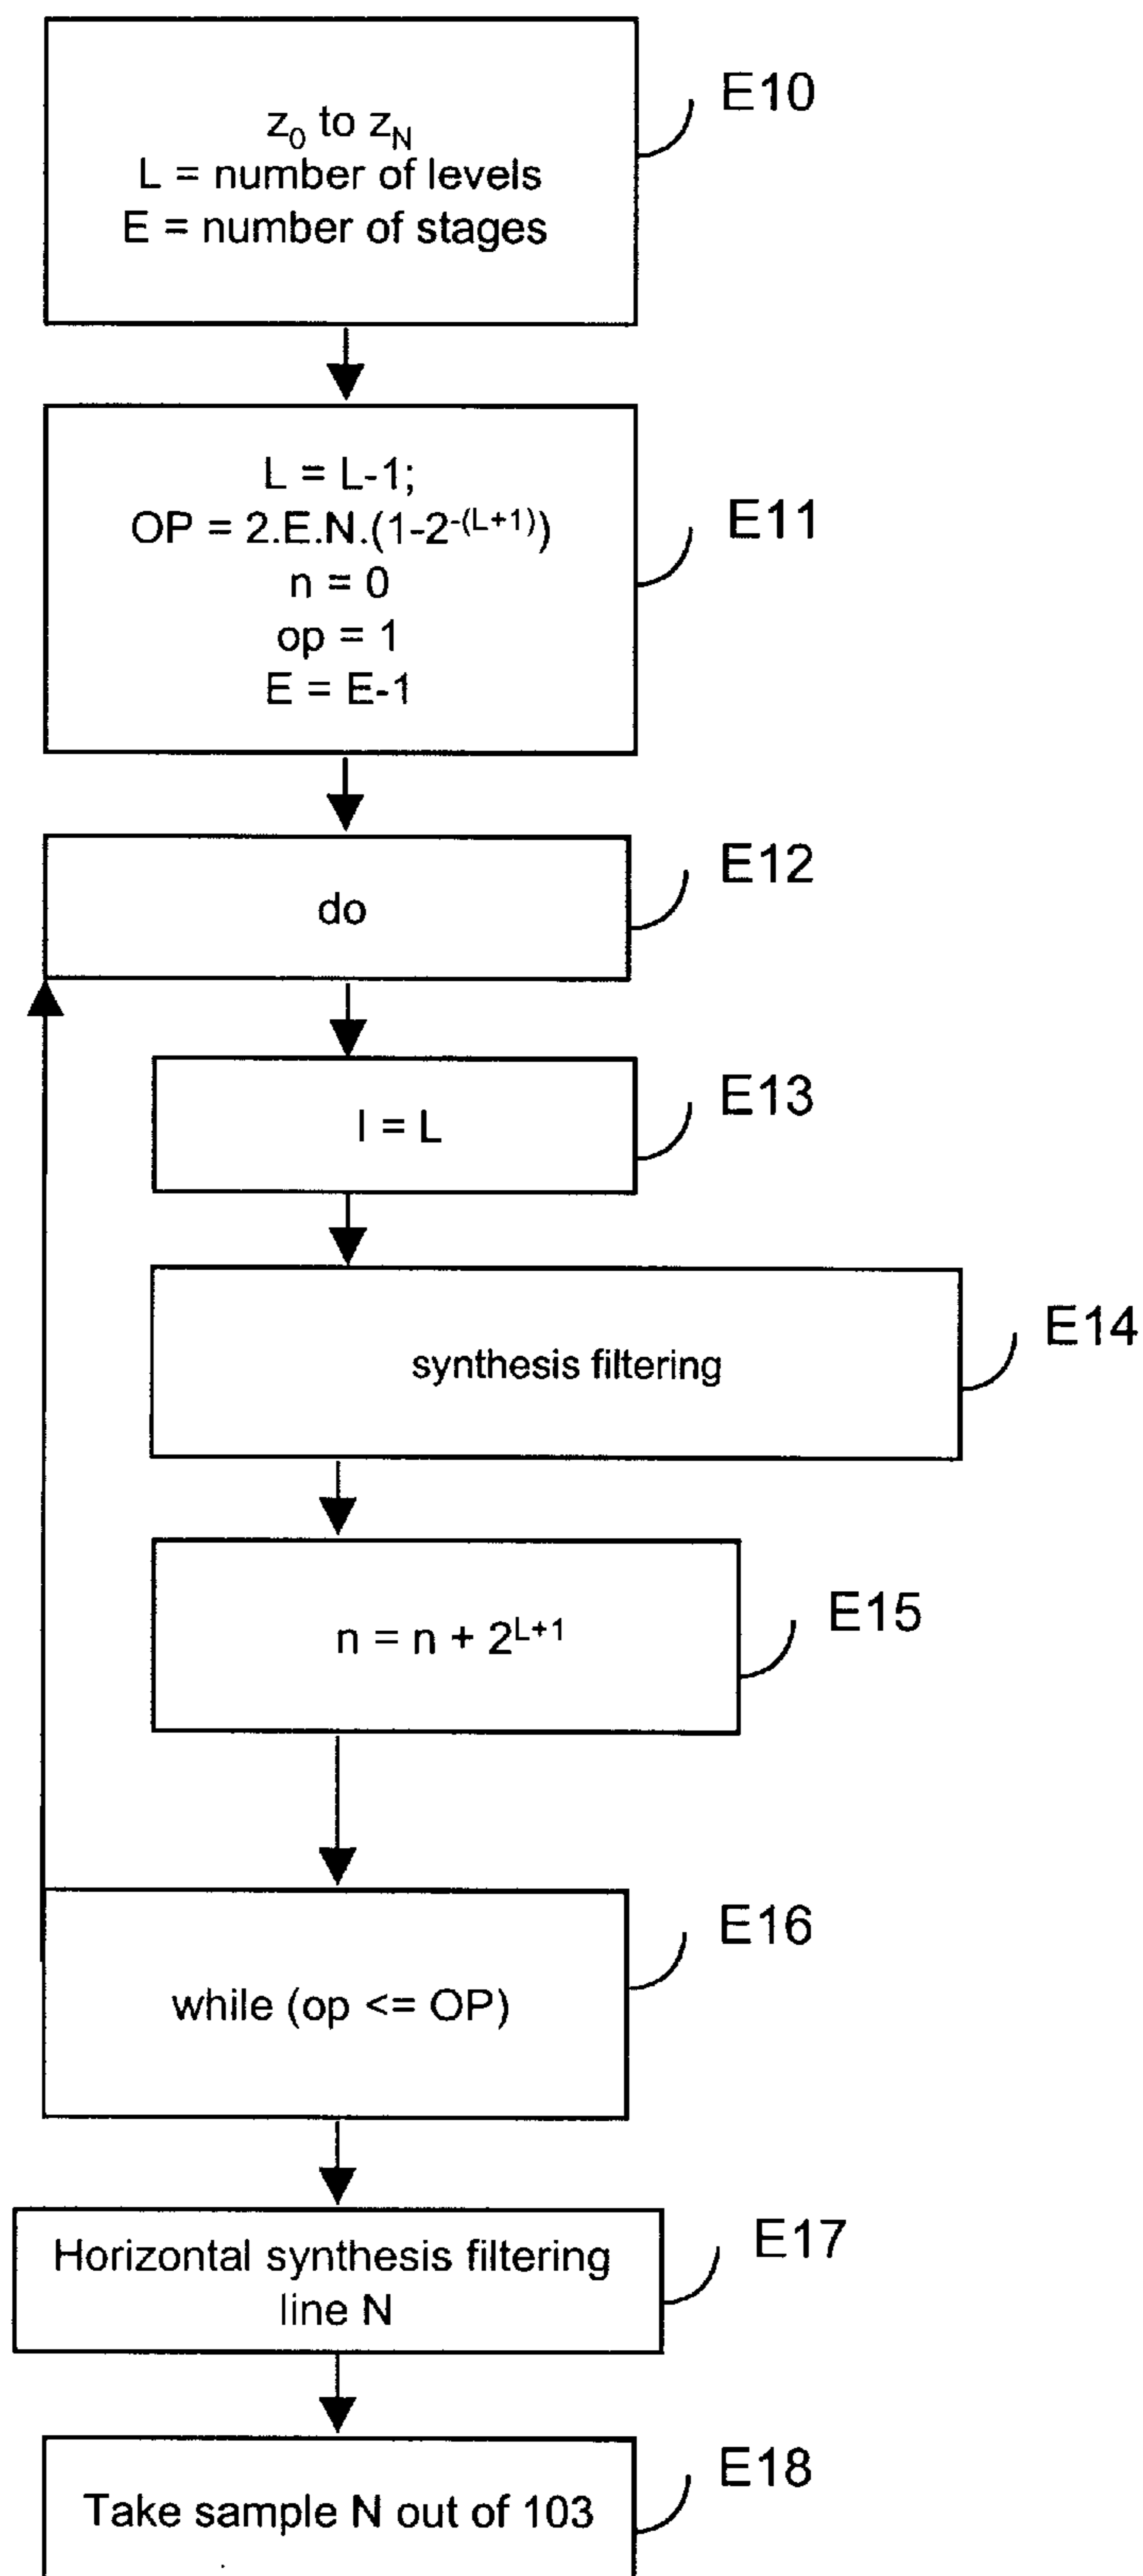 z₀ to z_N
L = number of levels
E = number of stages
E10
L = L-1;
OP = 2.E.N.(1-2⁻⁽ᴸ⁺¹⁾)
n = 0
op = 1
E = E-1
E11
do
E12
l = L
E13
synthesis filtering
E14
n = n + 2ᴸ⁺¹
E15
while (op <= OP)
E16
Horizontal synthesis filtering
line N
E17
Take sample N out of 103
E18